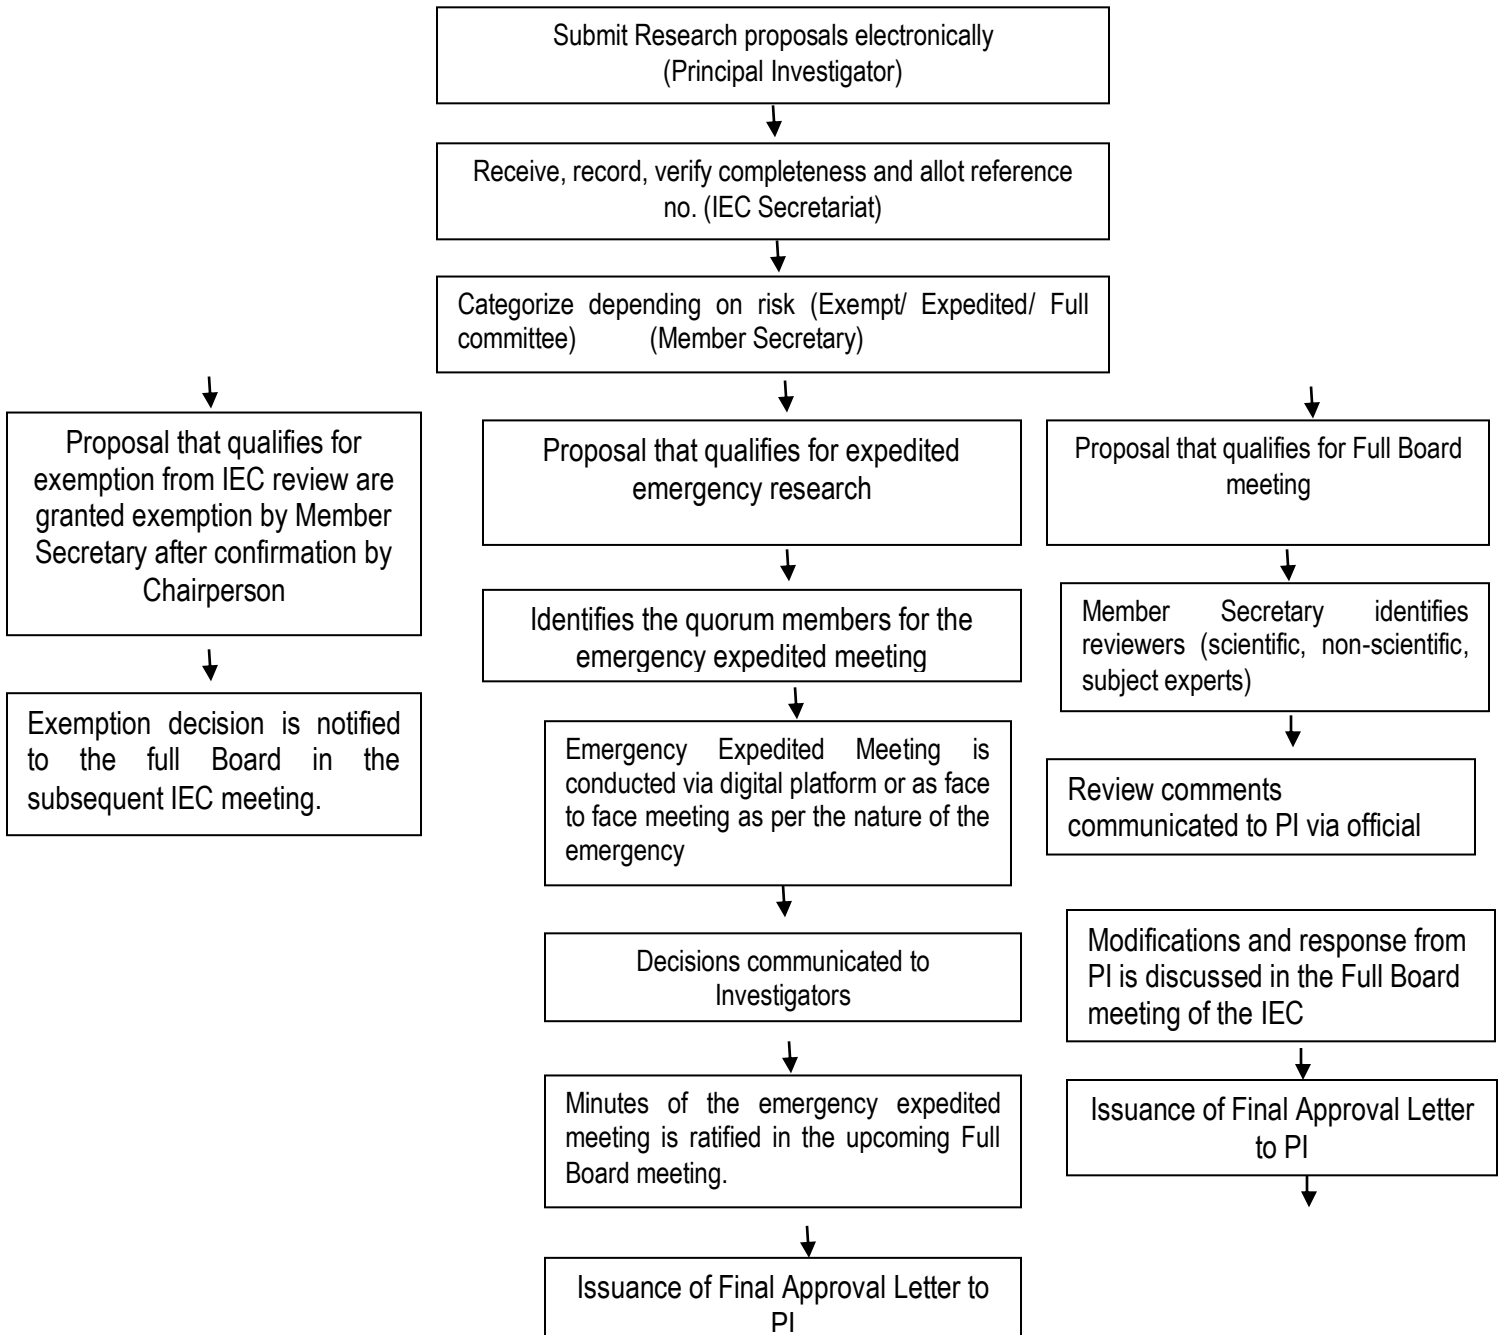 Submit Research proposals electronically
(Principal Investigator)
Receive, record, verify completeness and allot reference
no. (IEC Secretariat)
Categorize depending on risk (Exempt/ Expedited/ Full
committee) (Member Secretary)
Proposal that qualifies for
exemption from IEC review are
granted exemption by Member
Secretary after confirmation by
Chairperson
Exemption decision is notified
to the full Board in the
subsequent IEC meeting.
Proposal that qualifies for expedited
emergency research
Identifies the quorum members for the
emergency expedited meeting
Emergency Expedited Meeting is
conducted via digital platform or as face
to face meeting as per the nature of the
emergency
Decisions communicated to
Investigators
Minutes of the emergency expedited
meeting is ratified in the upcoming Full
Board meeting.
Issuance of Final Approval Letter to
PI
Proposal that qualifies for Full Board
meeting
Member Secretary identifies
reviewers (scientific, non-scientific,
subject experts)
Review comments
communicated to PI via official
Modifications and response from
PI is discussed in the Full Board
meeting of the IEC
Issuance of Final Approval Letter
to PI